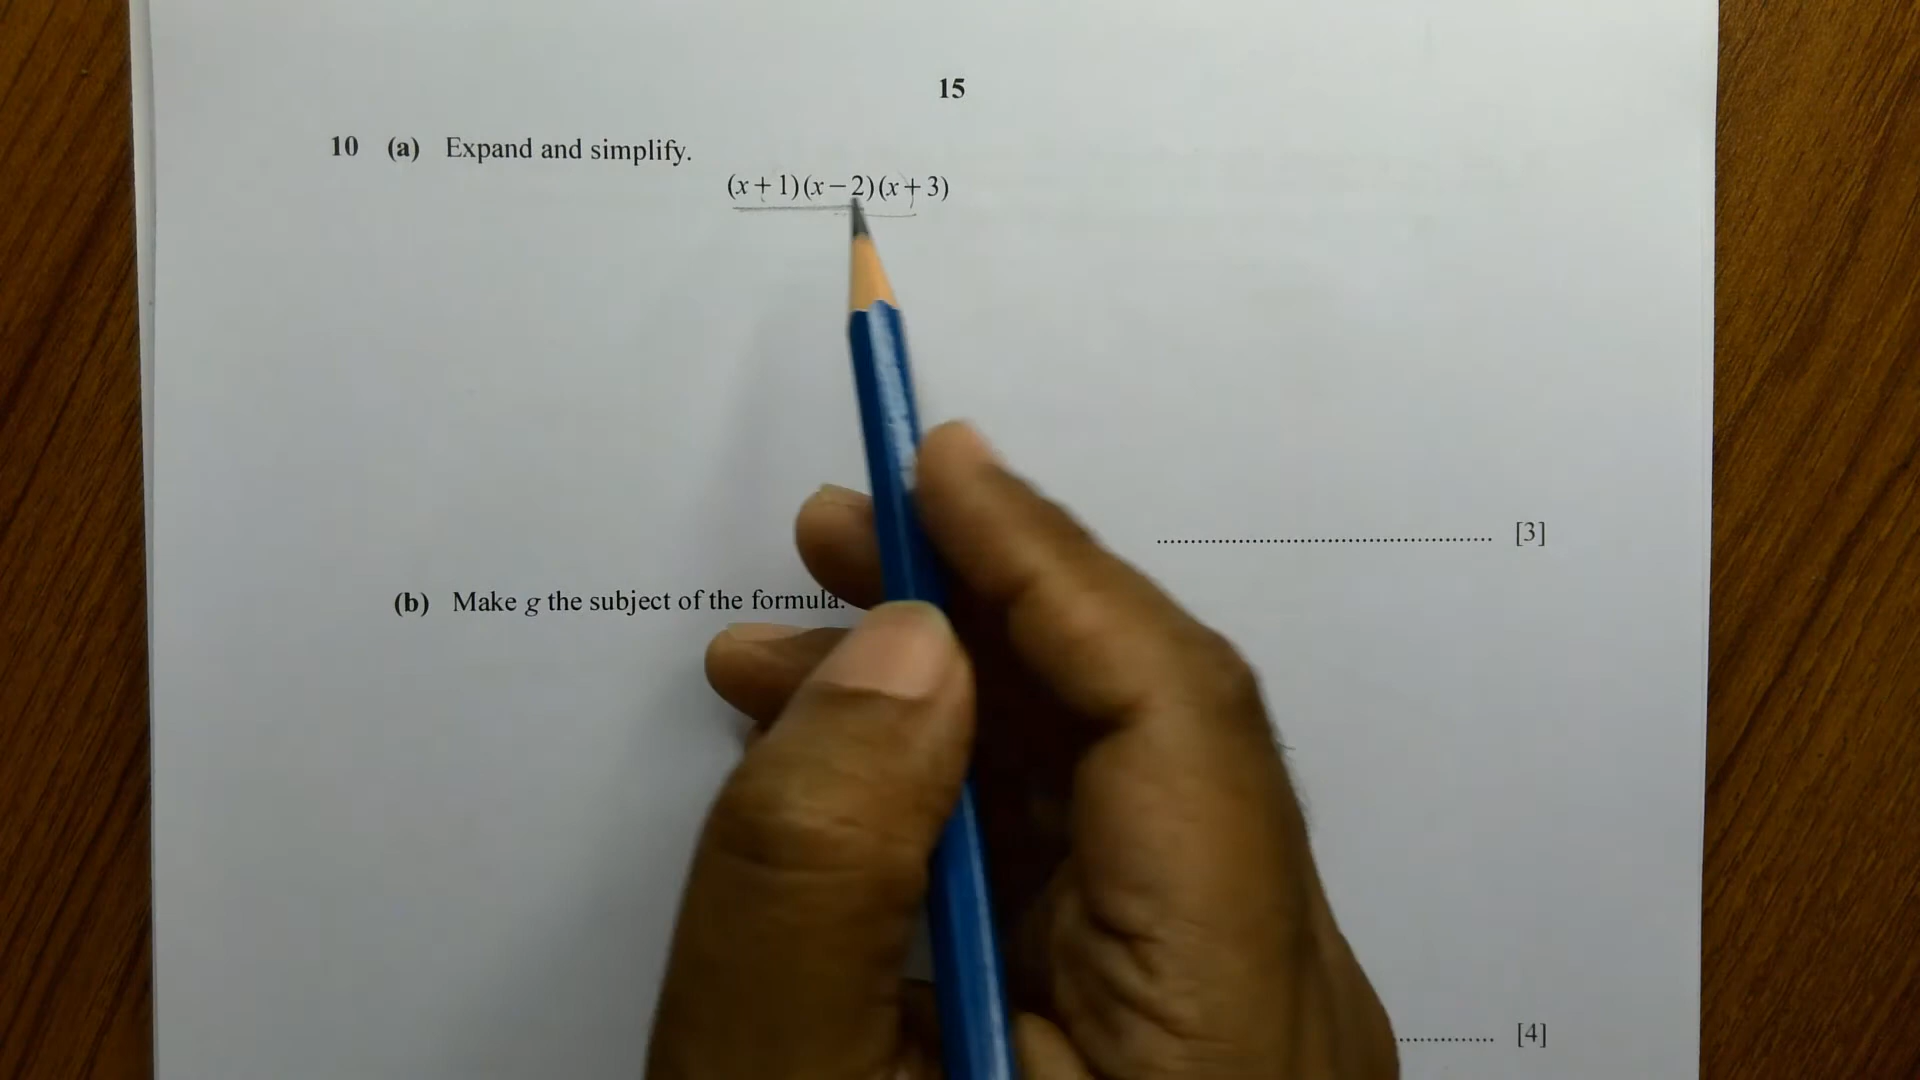 15
10 (a) Expand and simplify.
(x + 1)(x − 2)(x + 3)
........................................ [3]
(b) Make g the subject of the formula.
.............. [4]